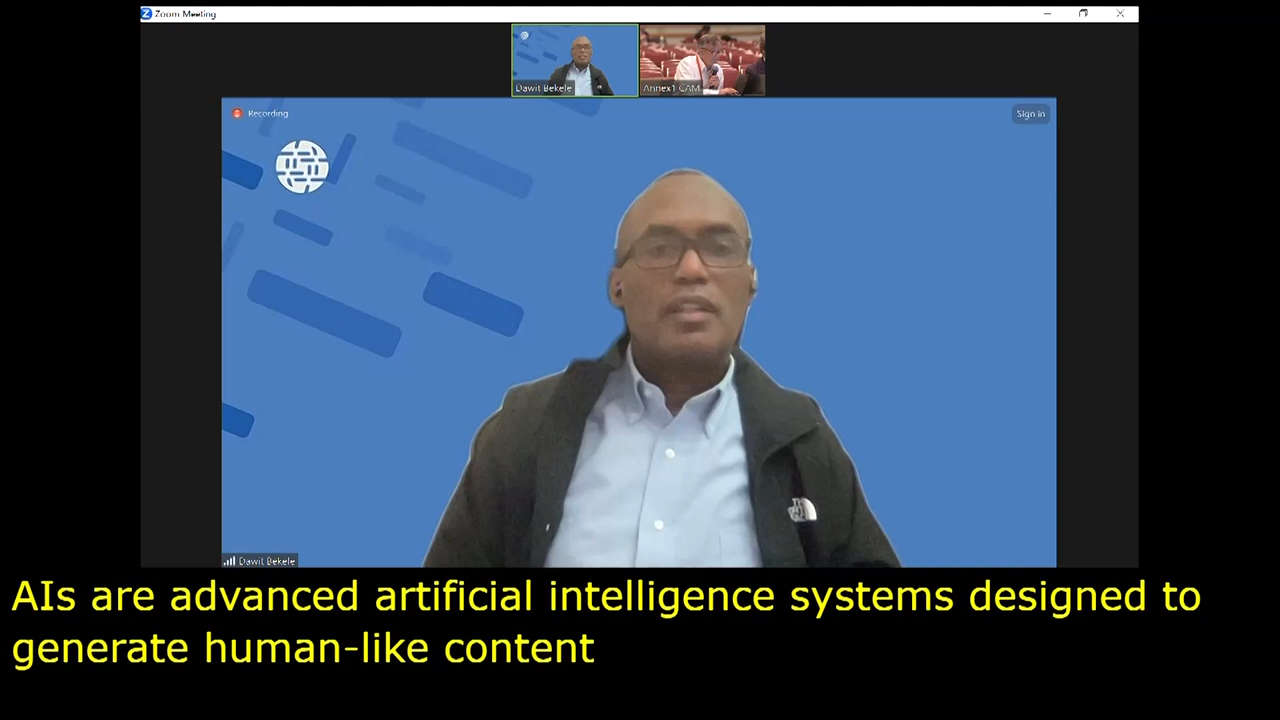 Zoom Meeting
Dawit Bekele
Annex1 CAM
Recording
Sign in
Dawit Bekele
AIs are advanced artificial intelligence systems designed to
generate human-like content